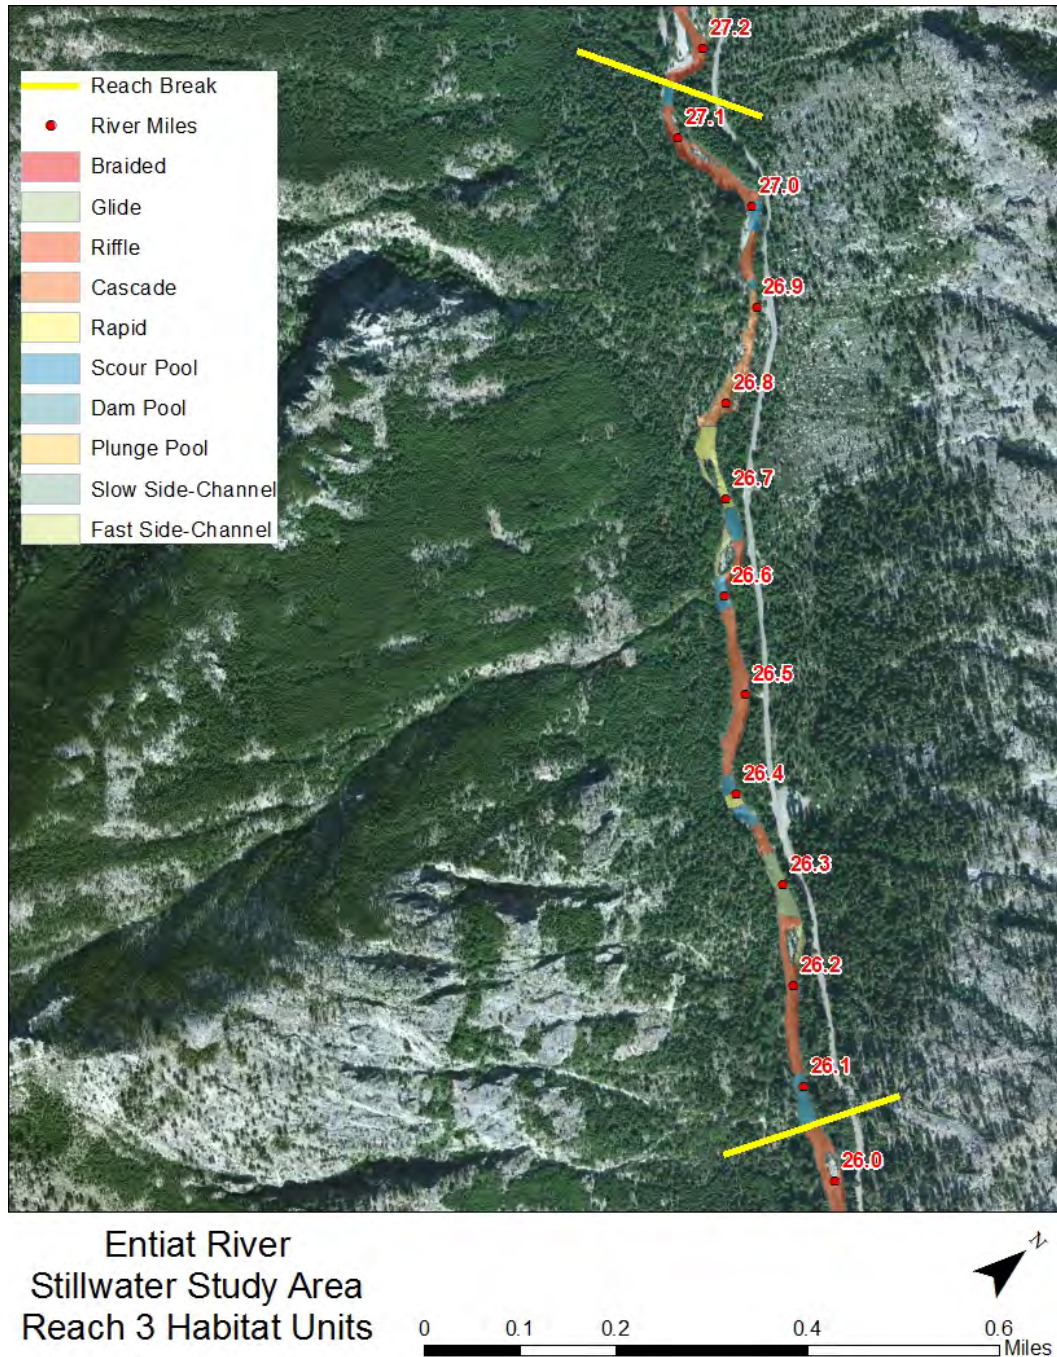 27.2
Reach Break
River Miles
27.1
Braided
27.0
Glide
Riffle
Cascade
26.9
Rapid
Scour Pool
26.8
Dam Pool
Plunge Pool
26.7
Slow Side-Channel
Fast Side-Channel
26.6
26.5
26.4
26.3
26.2
26.1
26.0
Entiat River
Stillwater Study Area
Reach 3 Habitat Units
N
0 0.1 0.2 0.4 0.6
Miles